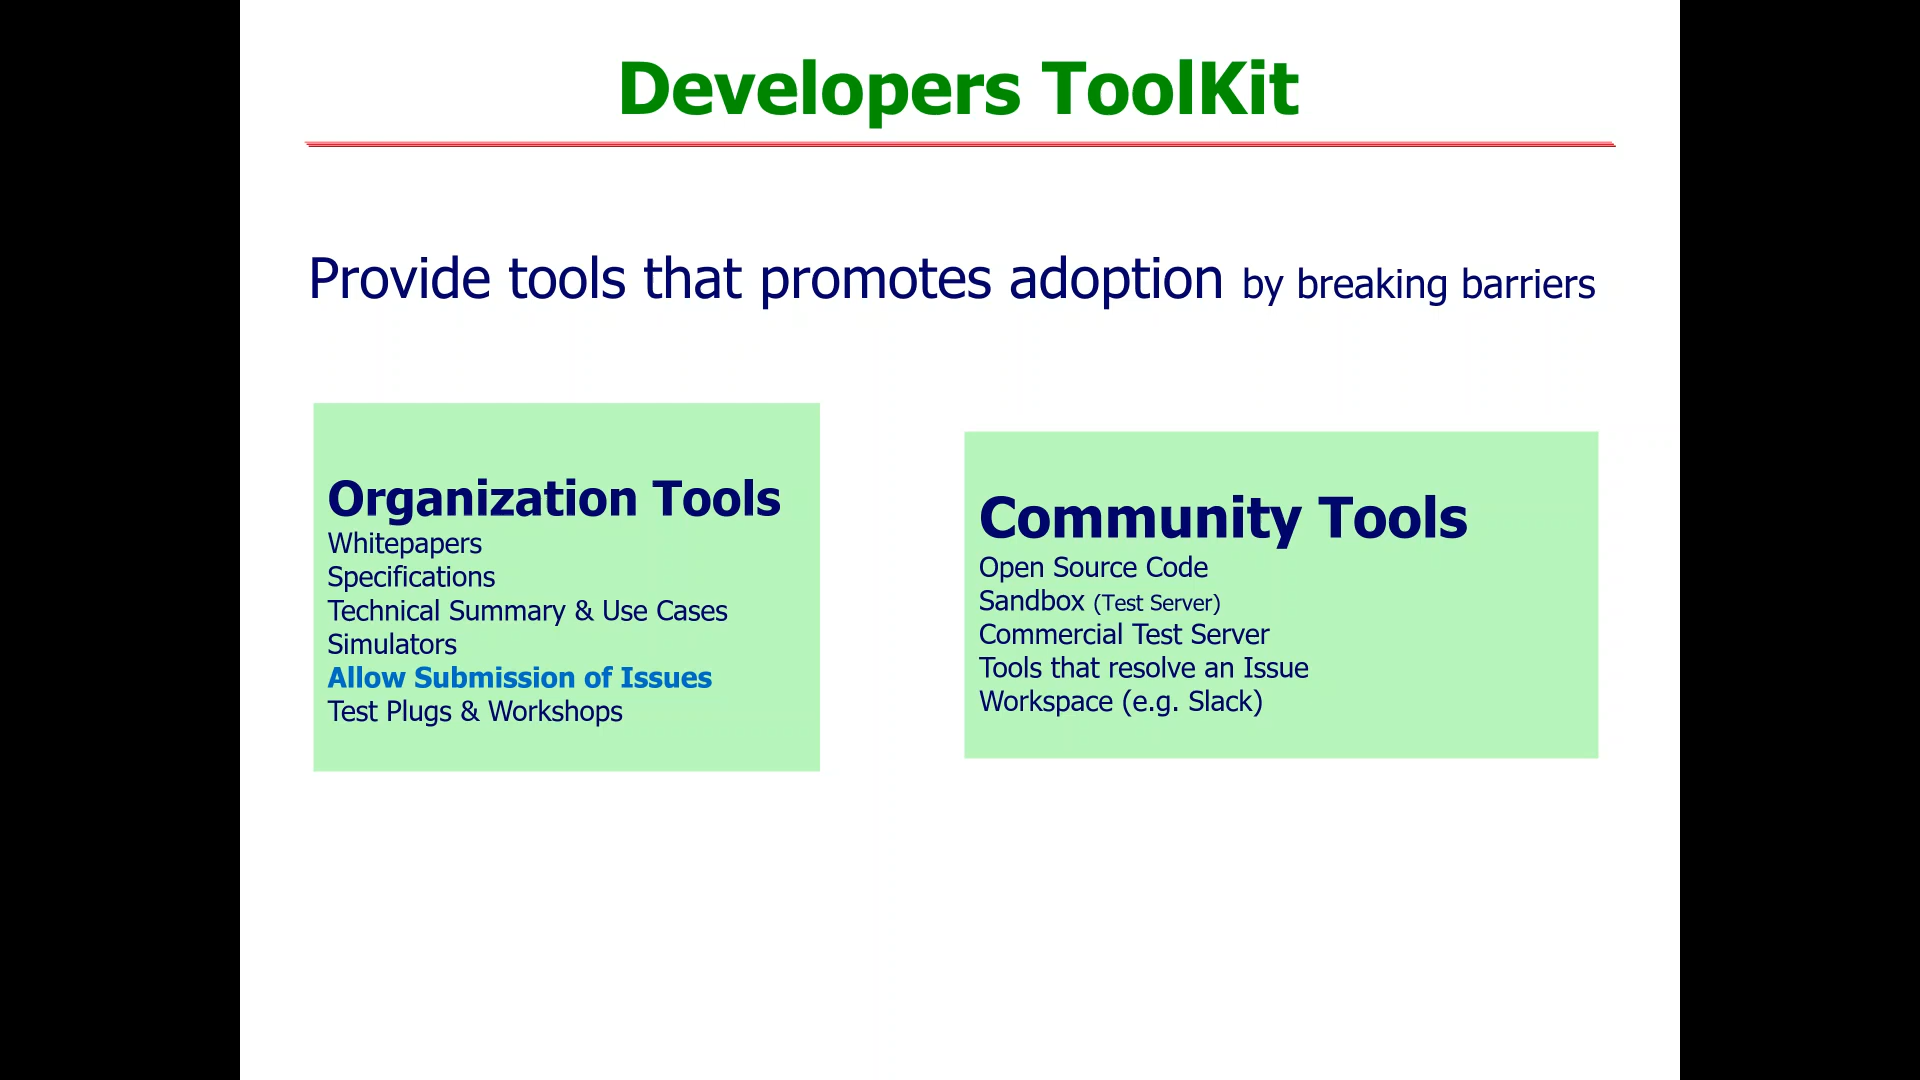 Developers ToolKit
Provide tools that promotes adoption by breaking barriers
Organization Tools
Whitepapers
Specifications
Technical Summary & Use Cases
Simulators
Allow Submission of Issues
Test Plugs & Workshops
Community Tools
Open Source Code
Sandbox (Test Server)
Commercial Test Server
Tools that resolve an Issue
Workspace (e.g. Slack)